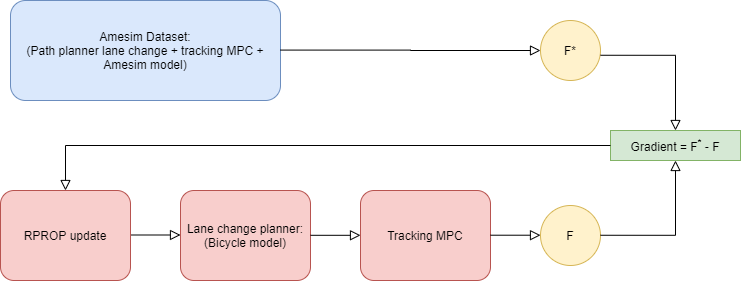 Amesim Dataset:
(Path planner lane change + tracking MPC +
Amesim model)
F*
Gradient = F* - F
RPROP update
Lane change planner:
(Bicycle model)
Tracking MPC
F